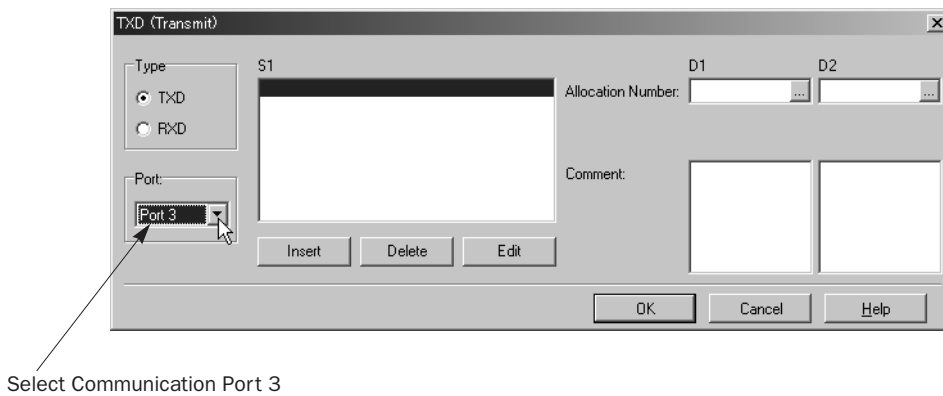 TXD (Transmit)
Type
TXD
RXD
Port:
Port 3
S1
Insert
Delete
Edit
D1
D2
Allocation Number:
...
...
Comment:
OK
Cancel
Help
Select Communication Port 3